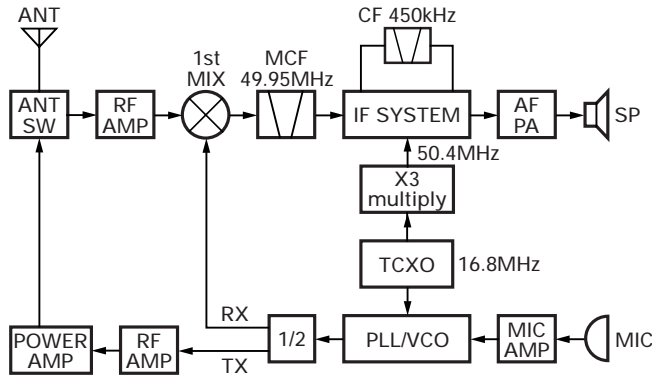 ANT
CF 450kHz
1st
MIX
MCF
49.95MHz
ANT
SW
RF
AMP
IF SYSTEM
AF
PA
SP
50.4MHz
X3
multiply
TCXO
16.8MHz
RX
POWER
AMP
RF
AMP
TX
1/2
PLL/VCO
MIC
AMP
MIC